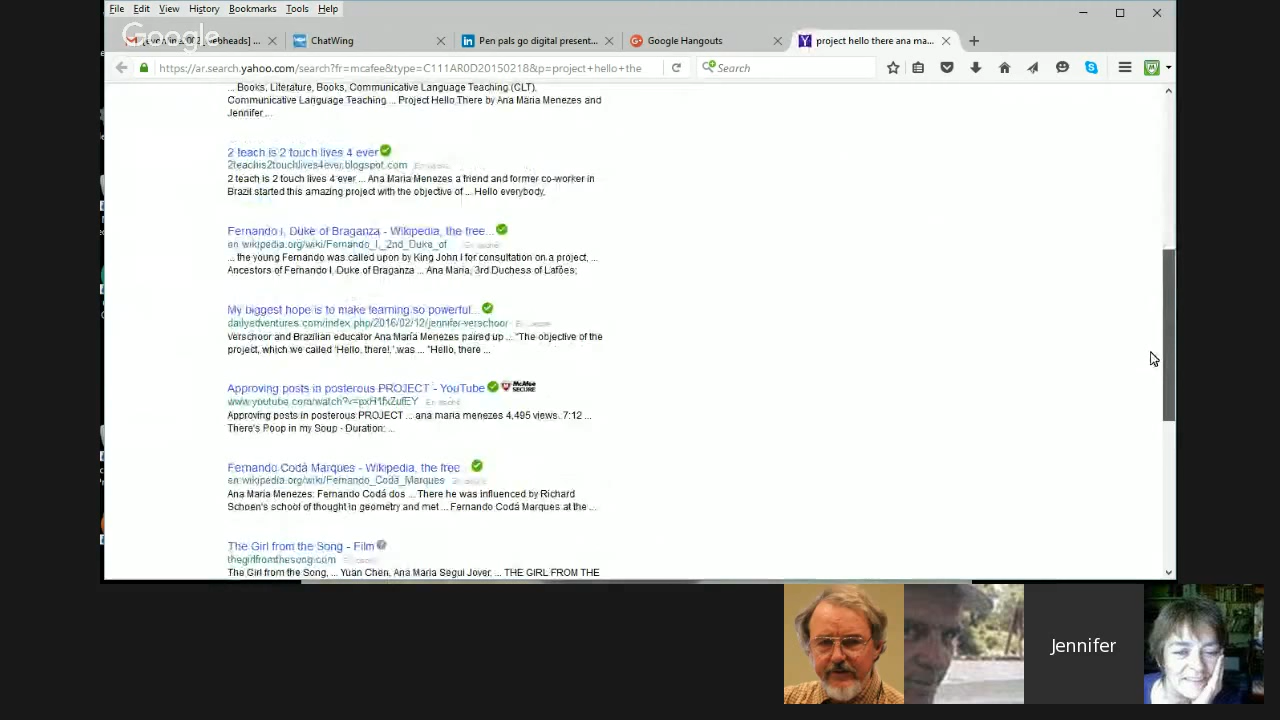 File Edit View History Bookmarks Tools Help
Google
webheads] ...
ChatWing
Pen pals go digital present...
Google Hangouts
project hello there ana ma...
https://ar.search.yahoo.com/search?fr=mcafee&type=C111AR0D20150218&p=project+hello+the
Search
... Books, Literature, Books, Communicative Language Teaching (CLT),
Communicative Language Teaching ... Project Hello There by Ana Maria Menezes and
Jennifer ...
2 teach is 2 touch lives 4 ever
2teachis2touchlives4ever.blogspot.com
2 teach is 2 touch lives 4 ever ... Ana Maria Menezes a friend and former co-worker in
Brazil started this amazing project with the objective of ... Hello everybody,
Fernando I, Duke of Braganza - Wikipedia, the free...
en.wikipedia.org/wiki/Fernando_I,_2nd_Duke_of
... the young Fernando was called upon by King John I for consultation on a project, ...
Ancestors of Fernando I, Duke of Braganza ... Ana Maria, 3rd Duchess of Lafões;
My biggest hope is to make learning so powerful...
dailyadventures.com/index.php/2016/02/12/jennifer-verschoor
Verschoor and Brazilian educator Ana María Menezes paired up ... "The objective of the
project, which we called 'Hello, there!,' was ... "Hello, there ...
Approving posts in posterous PROJECT - YouTube McAfee SECURE
Approving posts in posterous PROJECT ... ana maria menezes 4,495 views. 7:12 ...
There's Poop in my Soup - Duration: ...
Fernando Codá Marques - Wikipedia, the free
en.wikipedia.org/wiki/Fernando_Codá_Marques
Ana Maria Menezes: Fernando Codá dos ... There he was influenced by Richard
Schoen's school of thought in geometry and met ... Fernando Codá Marques at the ...
The Girl from the Song - Film
thegirlfromthesong.com
The Girl from the Song, ... Yuan Chen, Ana Maria Segui Jover, ... THE GIRL FROM THE
Jennifer